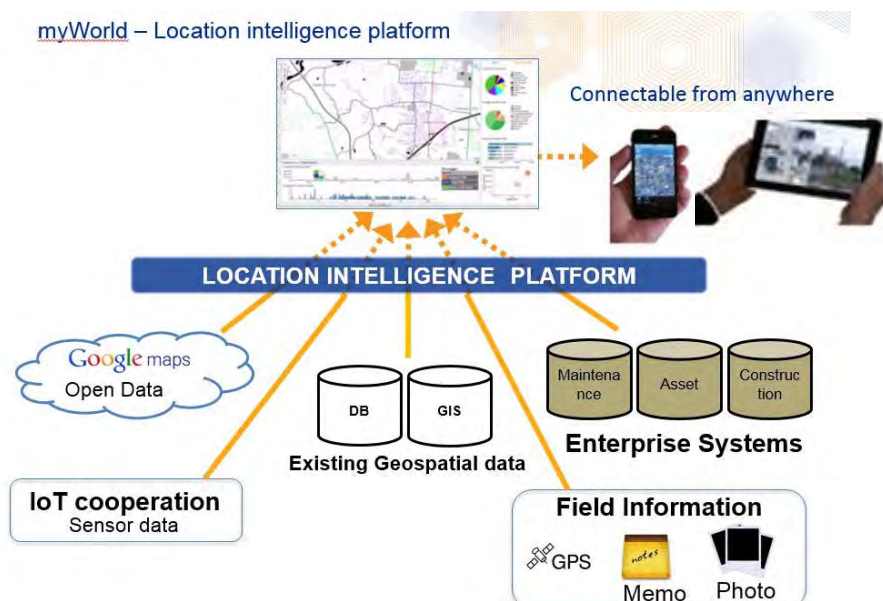 myWorld – Location intelligence platform
Connectable from anywhere
LOCATION INTELLIGENCE PLATFORM
Google maps
Open Data
DB
GIS
Existing Geospatial data
Maintena
nce
Asset
Construc
tion
Enterprise Systems
IoT cooperation
Sensor data
Field Information
GPS
notes
Memo
Photo